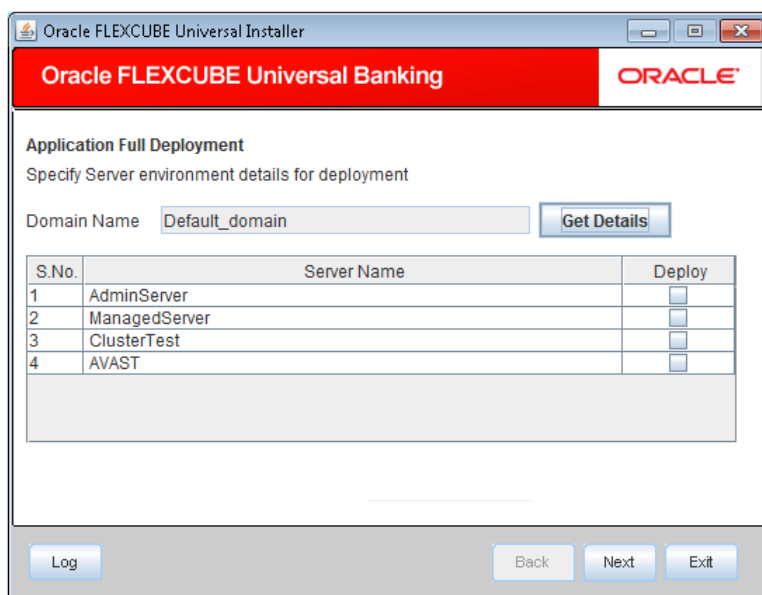 Oracle FLEXCUBE Universal Installer
Oracle FLEXCUBE Universal Banking ORACLE
Application Full Deployment
Specify Server environment details for deployment
Domain Name Default_domain Get Details
S.No. Server Name Deploy
1 AdminServer
2 ManagedServer
3 ClusterTest
4 AVAST
Log Back Next Exit